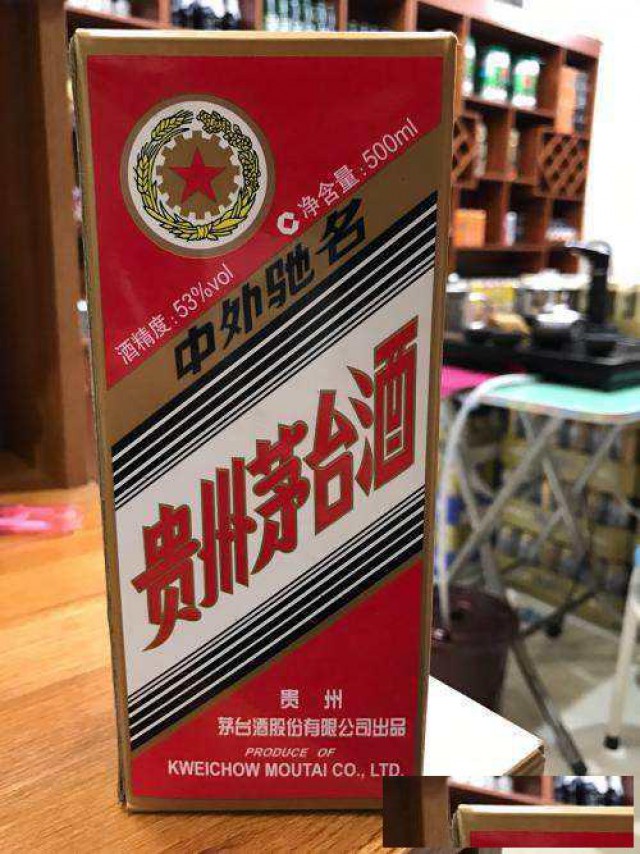 净含量:500ml
酒精度:53%vol
中外驰名
贵州茅台酒
贵 州
茅台酒股份有限公司出品
PRODUCE OF
KWEICHOW MOUTAI CO., LTD.